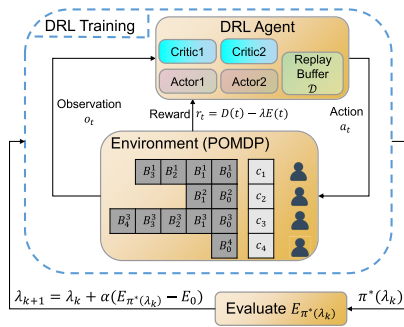 DRL Training
DRL Agent
Critic1 Critic2
Actor1 Actor2
Replay
Buffer
𝒟
Observation
o_t
Reward r_t = D(t) − λE(t)
Action
a_t
Environment (POMDP)
B_3^1 B_2^1 B_1^1 B_0^1 c_1
B_1^2 B_0^2 c_2
B_4^3 B_3^3 B_2^3 B_1^3 B_0^3 c_3
B_0^4 c_4
λ_{k+1} = λ_k + α(E_{π*(λ_k)} − E_0)
Evaluate E_{π*(λ_k)}
π*(λ_k)